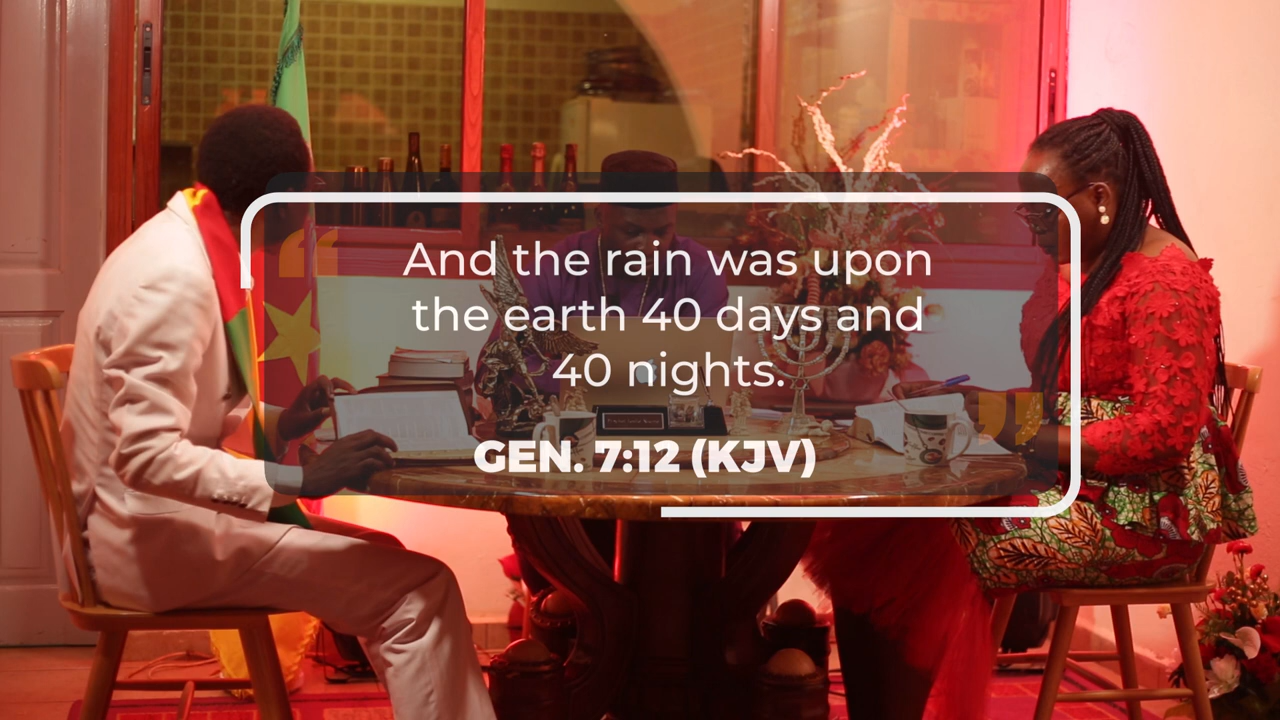 “
And the rain was upon
the earth 40 days and
40 nights.
”
GEN. 7:12 (KJV)